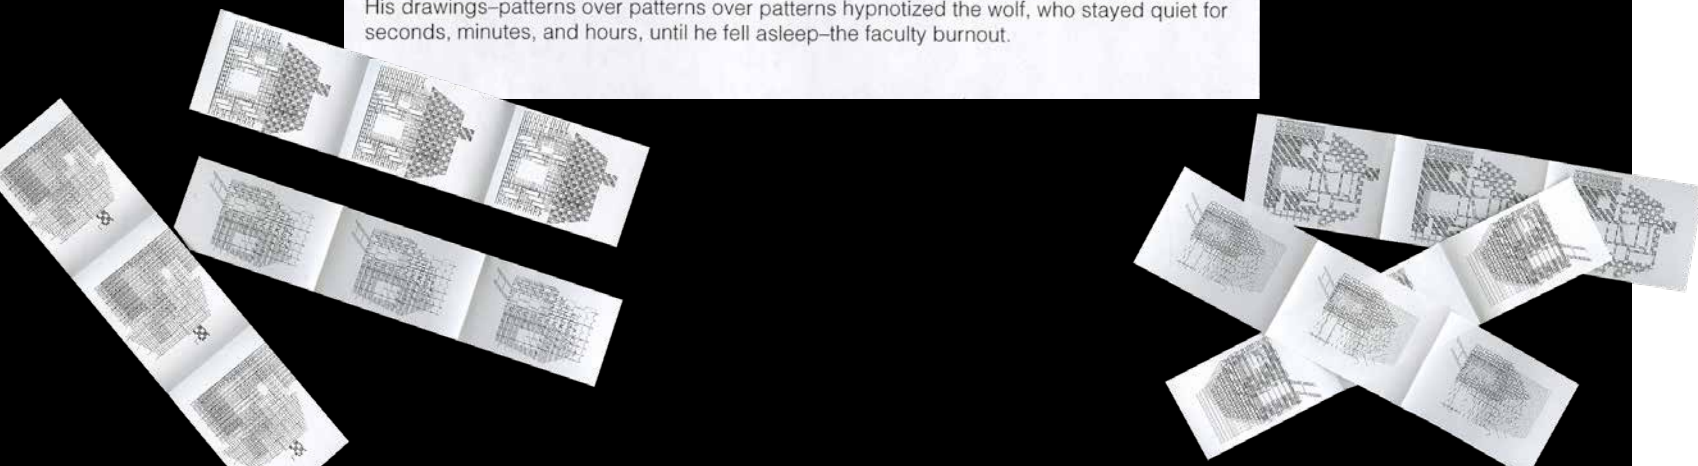 His drawings–patterns over patterns over patterns hypnotized the wolf, who stayed quiet for
seconds, minutes, and hours, until he fell asleep–the faculty burnout.